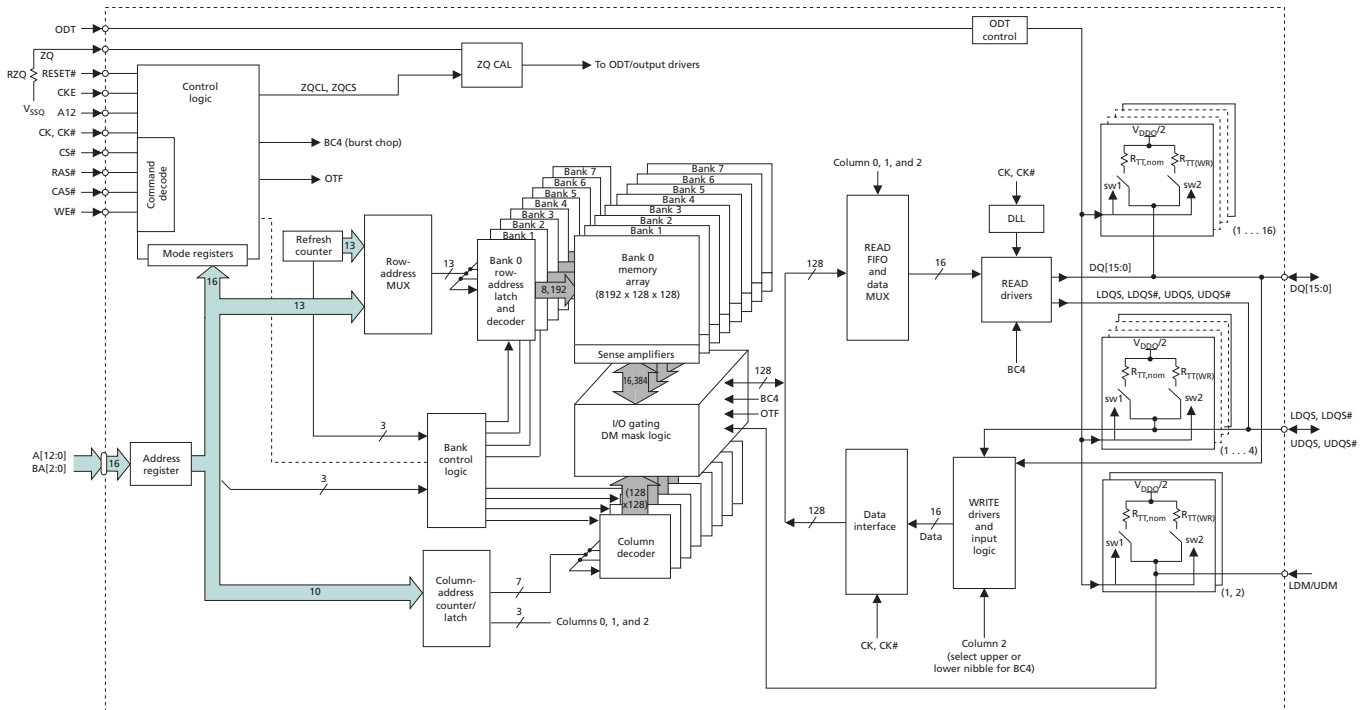 ODT
ODT
control
ZQ
RZQ
VSSQ
RESET#
CKE
A12
CK, CK#
CS#
RAS#
CAS#
WE#
Control
logic
Command
decode
Mode registers
ZQ CAL
To ODT/output drivers
ZQCL, ZQCS
BC4 (burst chop)
OTF
Refresh
counter
13
Row-
address
MUX
13
16
13
Bank 7
Bank 6
Bank 5
Bank 4
Bank 3
Bank 2
Bank 1
Bank 0
row-
address
latch
and
decoder
8,192
Bank 7
Bank 6
Bank 5
Bank 4
Bank 3
Bank 2
Bank 1
Bank 0
memory
array
(8192 x 128 x 128)
Sense amplifiers
16,384
I/O gating
DM mask logic
128
BC4
OTF
(128
x128)
Column
decoder
3
3
Bank
control
logic
A[12:0]
BA[2:0]
16
Address
register
10
Column-
address
counter/
latch
7
3
Columns 0, 1, and 2
Column 0, 1, and 2
128
READ
FIFO
and
data
MUX
16
CK, CK#
DLL
READ
drivers
BC4
DQ[15:0]
LDQS, LDQS#, UDQS, UDQS#
128
Data
interface
16
Data
WRITE
drivers
and
input
logic
CK, CK#
Column 2
(select upper or
lower nibble for BC4)
VDDQ/2
RTT,nom
RTT(WR)
sw1
sw2
(1 . . . 16)
DQ[15:0]
VDDQ/2
RTT,nom
RTT(WR)
sw1
sw2
(1 . . . 4)
LDQS, LDQS#
UDQS, UDQS#
VDDQ/2
RTT,nom
RTT(WR)
sw1
sw2
(1, 2)
LDM/UDM